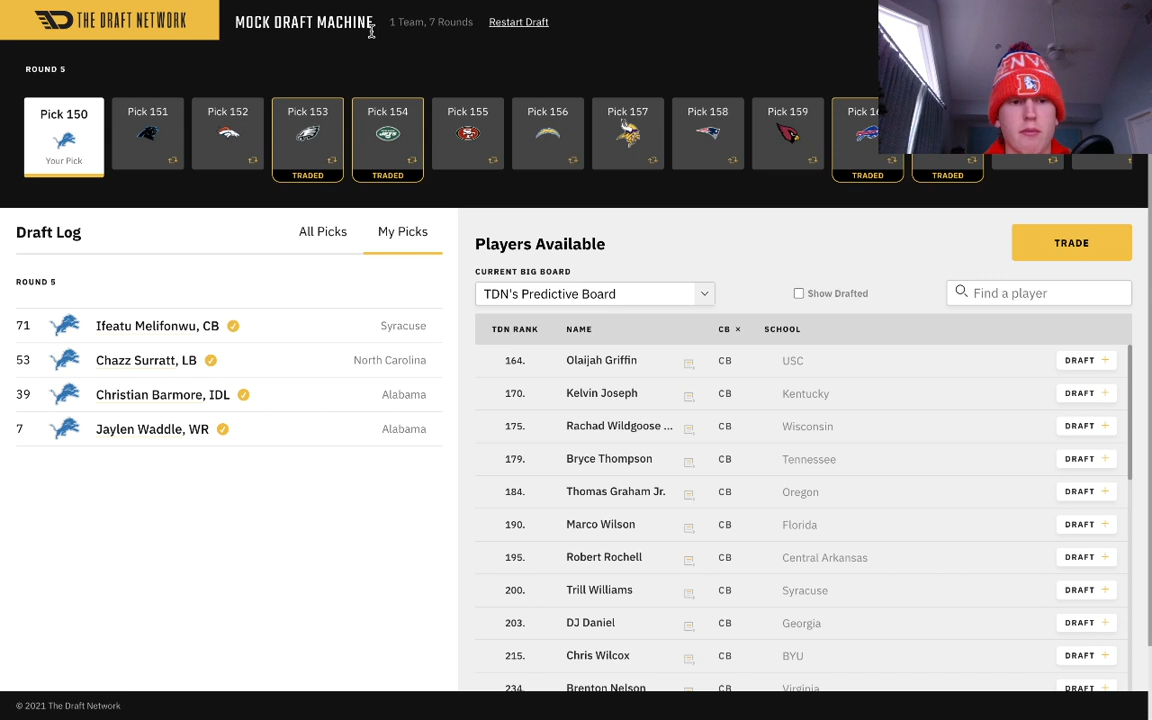 THE DRAFT NETWORK
MOCK DRAFT MACHINE
1 Team, 7 Rounds
Restart Draft
ROUND 5
Pick 150
Your Pick
Pick 151
Pick 152
Pick 153
TRADED
Pick 154
TRADED
Pick 155
Pick 156
Pick 157
Pick 158
Pick 159
TRADED
TRADED
Draft Log
All Picks
My Picks
ROUND 5
71 Ifeatu Melifonwu, CB Syracuse
53 Chazz Surratt, LB North Carolina
39 Christian Barmore, IDL Alabama
7 Jaylen Waddle, WR Alabama
Players Available
TRADE
CURRENT BIG BOARD
TDN's Predictive Board
Show Drafted
Find a player
TDN RANK NAME CB × SCHOOL
164. Olaijah Griffin CB USC DRAFT +
170. Kelvin Joseph CB Kentucky DRAFT +
175. Rachad Wildgoose ... CB Wisconsin DRAFT +
179. Bryce Thompson CB Tennessee DRAFT +
184. Thomas Graham Jr. CB Oregon DRAFT +
190. Marco Wilson CB Florida DRAFT +
195. Robert Rochell CB Central Arkansas DRAFT +
200. Trill Williams CB Syracuse DRAFT +
203. DJ Daniel CB Georgia DRAFT +
215. Chris Wilcox CB BYU DRAFT +
234. Brenton Nelson CB Virginia DRAFT +
© 2021 The Draft Network